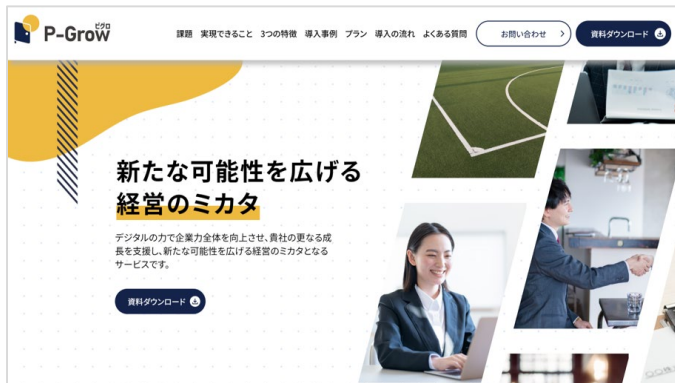 P-Grow
ピグロ
課題 実現できること 3つの特徴 導入事例 プラン 導入の流れ よくある質問 お問い合わせ 資料ダウンロード
新たな可能性を広げる
経営のミカタ
デジタルの力で企業力全体を向上させ、貴社の更なる成
長を支援し、新たな可能性を広げる経営のミカタとなる
サービスです。
資料ダウンロード